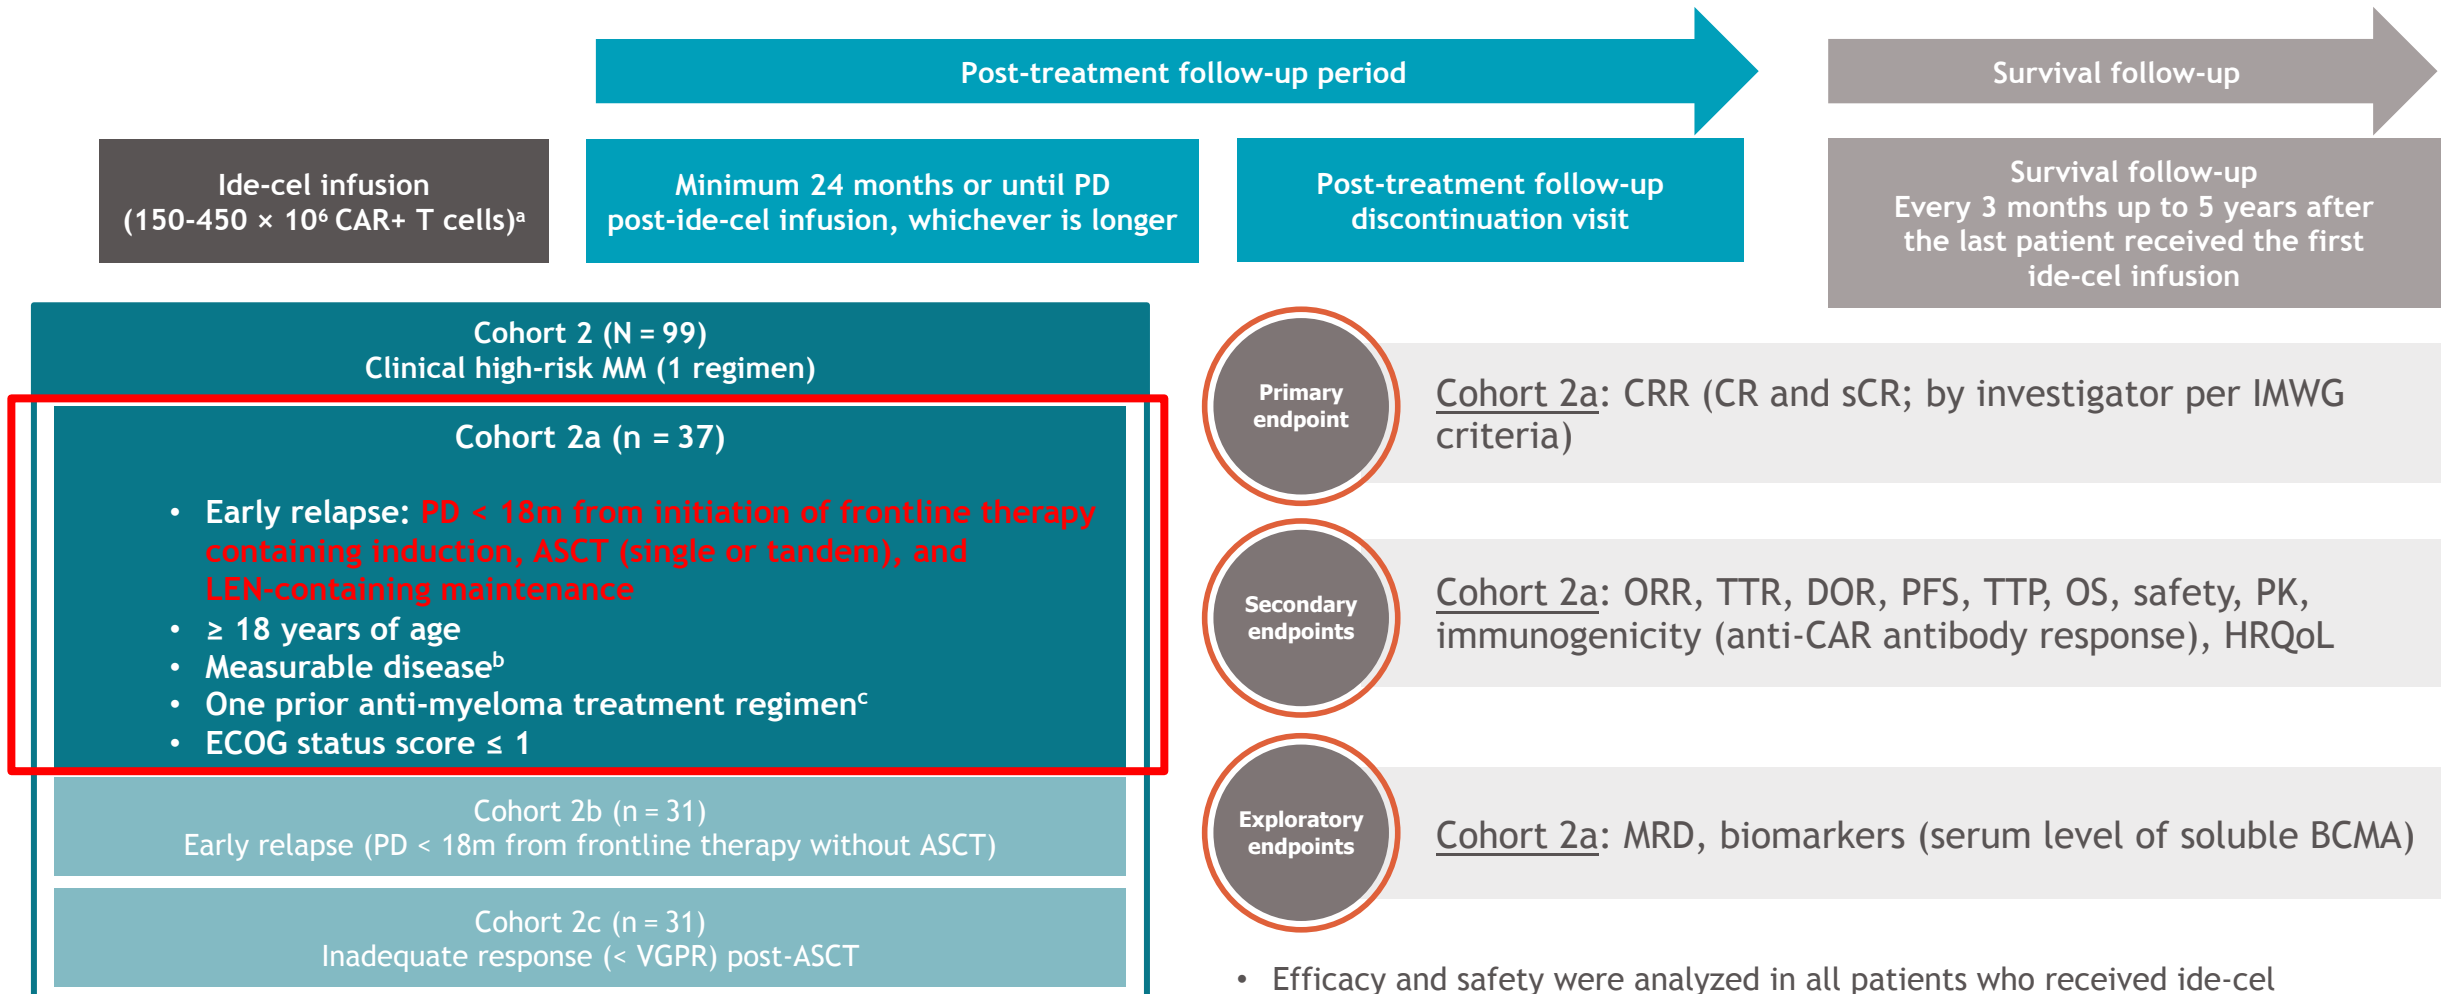 Post-treatment follow-up period
Survival follow-up
Ide-cel infusion
(150-450 × 10⁶ CAR+ T cells)ᵃ
Minimum 24 months or until PD
post-ide-cel infusion, whichever is longer
Post-treatment follow-up
discontinuation visit
Survival follow-up
Every 3 months up to 5 years after
the last patient received the first
ide-cel infusion
Cohort 2 (N = 99)
Clinical high-risk MM (1 regimen)
Cohort 2a (n = 37)
• Early relapse: PD < 18m from initiation of frontline therapy
containing induction, ASCT (single or tandem), and
LEN-containing maintenance
• ≥ 18 years of age
• Measurable diseaseᵇ
• One prior anti-myeloma treatment regimenᶜ
• ECOG status score ≤ 1
Cohort 2b (n = 31)
Early relapse (PD < 18m from frontline therapy without ASCT)
Cohort 2c (n = 31)
Inadequate response (< VGPR) post-ASCT
Primary
endpoint
Cohort 2a: CRR (CR and sCR; by investigator per IMWG
criteria)
Secondary
endpoints
Cohort 2a: ORR, TTR, DOR, PFS, TTP, OS, safety, PK,
immunogenicity (anti-CAR antibody response), HRQoL
Exploratory
endpoints
Cohort 2a: MRD, biomarkers (serum level of soluble BCMA)
• Efficacy and safety were analyzed in all patients who received ide-cel